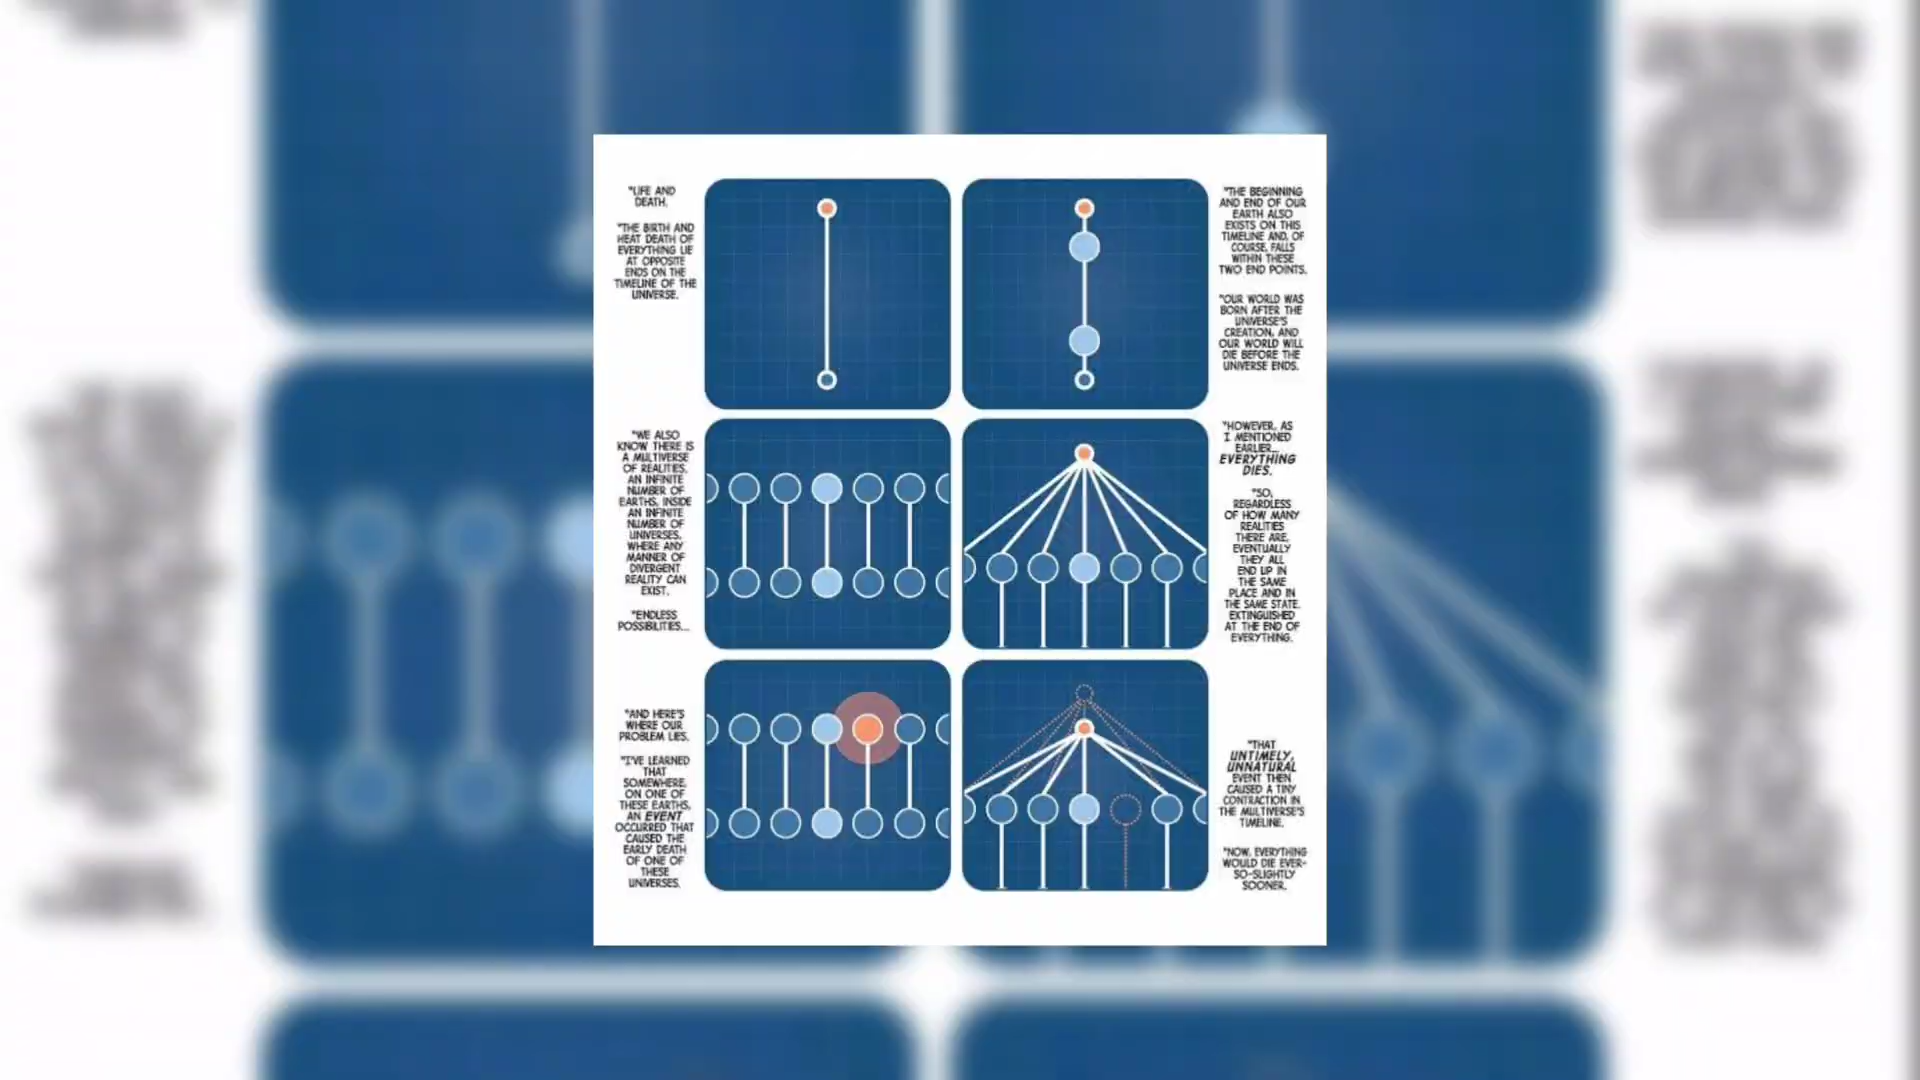 "LIFE AND
DEATH.
"THE BIRTH AND
HEAT DEATH OF
EVERYTHING LIE
AT OPPOSITE
ENDS ON THE
TIMELINE OF THE
UNIVERSE.
"THE BEGINNING
AND END OF OUR
EARTH ALSO
EXISTS ON THIS
TIMELINE AND, OF
COURSE, FALLS
WITHIN THESE
TWO END POINTS.
"OUR WORLD WAS
BORN AFTER THE
UNIVERSE'S
CREATION, AND
OUR WORLD WILL
DIE BEFORE THE
UNIVERSE ENDS.
"WE ALSO
KNOW THERE IS
A MULTIVERSE
OF REALITIES.
AN INFINITE
NUMBER OF
EARTHS, INSIDE
AN INFINITE
NUMBER OF
UNIVERSES,
WHERE ANY
MANNER OF
DIVERGENT
REALITY CAN
EXIST.
"ENDLESS
POSSIBILITIES...
"HOWEVER, AS
I MENTIONED
EARLIER...
EVERYTHING
DIES.
"SO,
REGARDLESS
OF HOW MANY
REALITIES
THERE ARE,
EVENTUALLY
THEY ALL
END UP IN
THE SAME
PLACE AND IN
THE SAME STATE.
EXTINGUISHED
AT THE END OF
EVERYTHING.
"AND HERE'S
WHERE OUR
PROBLEM LIES.
"I'VE LEARNED
THAT
SOMEWHERE,
ON ONE OF
THESE EARTHS,
AN EVENT
OCCURRED THAT
CAUSED THE
EARLY DEATH
OF ONE OF
THESE
UNIVERSES.
"THAT
UNTIMELY,
UNNATURAL
EVENT THEN
CAUSED A TINY
CONTRACTION IN
THE MULTIVERSE'S
TIMELINE.
"NOW, EVERYTHING
WOULD DIE EVER-
SO-SLIGHTLY
SOONER.